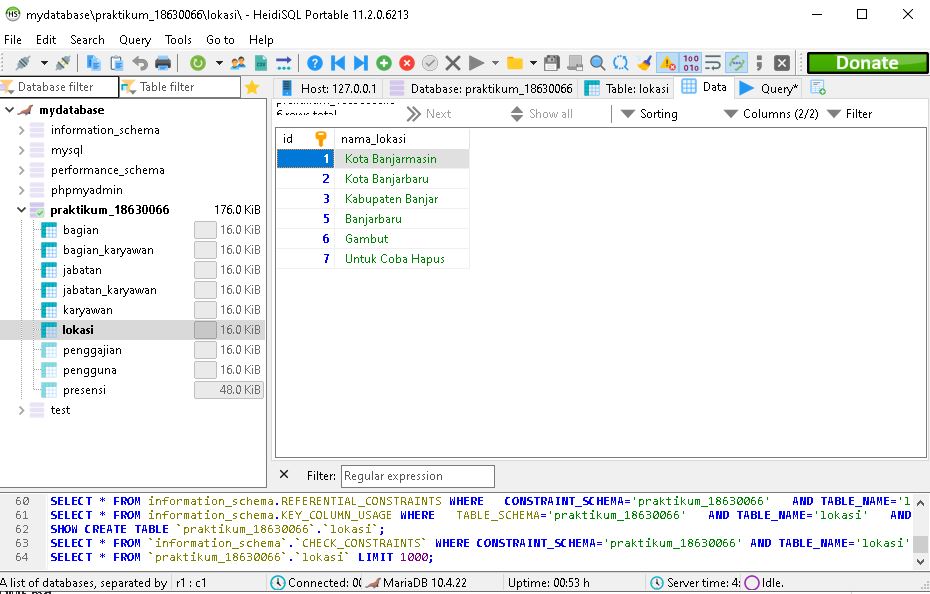 mydatabase\praktikum_18630066\lokasi\ - HeidiSQL Portable 11.2.0.6213
File Edit Search Query Tools Go to Help
Donate
Database filter Table filter
Host: 127.0.0.1 Database: praktikum_18630066 Table: lokasi Data Query*
6 rows total Next Show all Sorting Columns (2/2) Filter
mydatabase
information_schema
mysql
performance_schema
phpmyadmin
praktikum_18630066 176.0 KiB
bagian 16.0 KiB
bagian_karyawan 16.0 KiB
jabatan 16.0 KiB
jabatan_karyawan 16.0 KiB
karyawan 16.0 KiB
lokasi 16.0 KiB
penggajian 16.0 KiB
pengguna 16.0 KiB
presensi 48.0 KiB
test
id nama_lokasi
1 Kota Banjarmasin
2 Kota Banjarbaru
3 Kabupaten Banjar
5 Banjarbaru
6 Gambut
7 Untuk Coba Hapus
Filter: Regular expression
60 SELECT * FROM information_schema.REFERENTIAL_CONSTRAINTS WHERE CONSTRAINT_SCHEMA='praktikum_18630066' AND TABLE_NAME='l
61 SELECT * FROM information_schema.KEY_COLUMN_USAGE WHERE TABLE_SCHEMA='praktikum_18630066' AND TABLE_NAME='lokasi' AND
62 SHOW CREATE TABLE `praktikum_18630066`.`lokasi`;
63 SELECT * FROM `information_schema`.`CHECK_CONSTRAINTS` WHERE CONSTRAINT_SCHEMA='praktikum_18630066' AND TABLE_NAME='lokasi'
64 SELECT * FROM `praktikum_18630066`.`lokasi` LIMIT 1000;
A list of databases, separated by r1 : c1 Connected: 00 MariaDB 10.4.22 Uptime: 00:53 h Server time: 4: Idle.